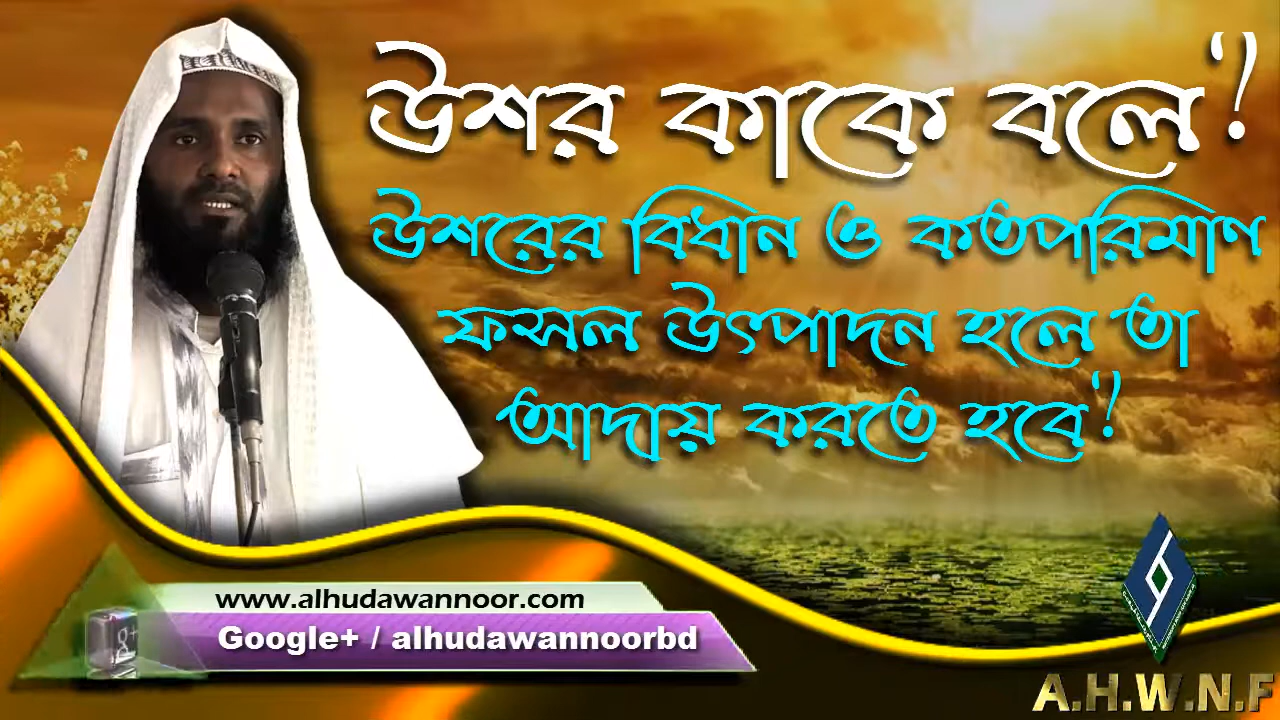 উশর কাকে বলে?
উশরের বিধান ও কতপরিমাণ
ফসল উৎপাদন হলে তা
আদায় করতে হবে?
www.alhudawannoor.com
g+
Google+ / alhudawannoorbd
A.H.W.N.F